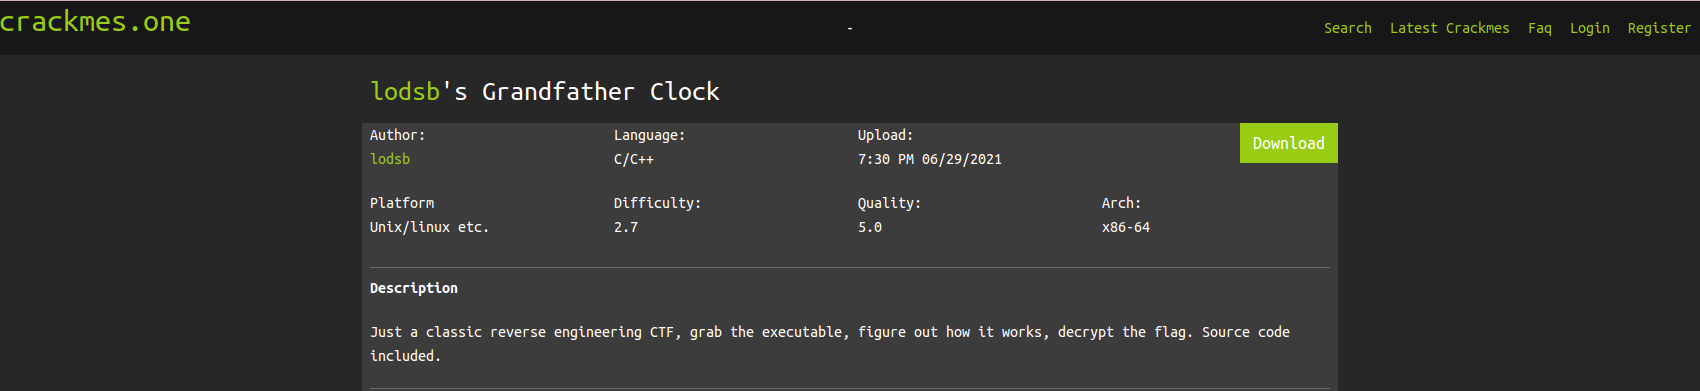 crackmes.one
-
Search Latest Crackmes Faq Login Register
lodsb's Grandfather Clock
Author: Language: Upload:
Download
lodsb C/C++ 7:30 PM 06/29/2021
Platform Difficulty: Quality: Arch:
Unix/linux etc. 2.7 5.0 x86-64
Description
Just a classic reverse engineering CTF, grab the executable, figure out how it works, decrypt the flag. Source code
included.